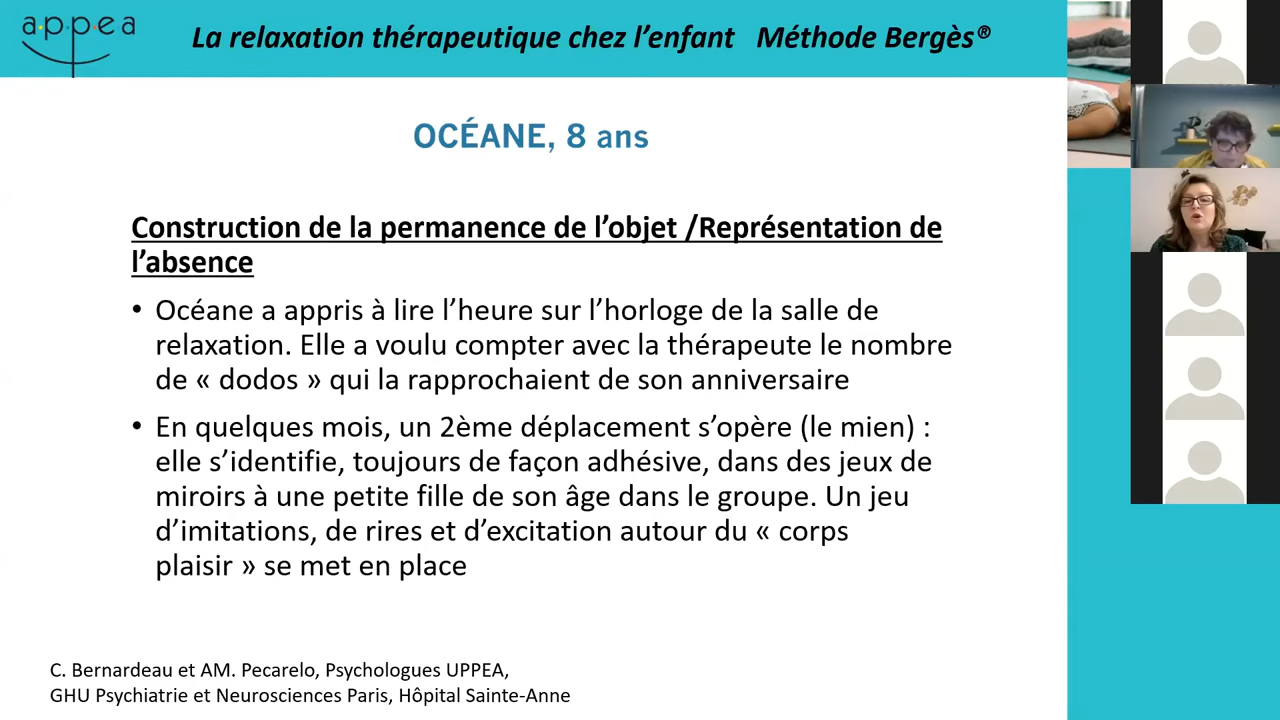 a·p·p·e·a
La relaxation thérapeutique chez l’enfant Méthode Bergès®
OCÉANE, 8 ans
Construction de la permanence de l’objet /Représentation de
l’absence
• Océane a appris à lire l’heure sur l’horloge de la salle de
relaxation. Elle a voulu compter avec la thérapeute le nombre
de « dodos » qui la rapprochaient de son anniversaire
• En quelques mois, un 2ème déplacement s’opère (le mien) :
elle s’identifie, toujours de façon adhésive, dans des jeux de
miroirs à une petite fille de son âge dans le groupe. Un jeu
d’imitations, de rires et d’excitation autour du « corps
plaisir » se met en place
C. Bernardeau et AM. Pecarelo, Psychologues UPPEA,
GHU Psychiatrie et Neurosciences Paris, Hôpital Sainte-Anne